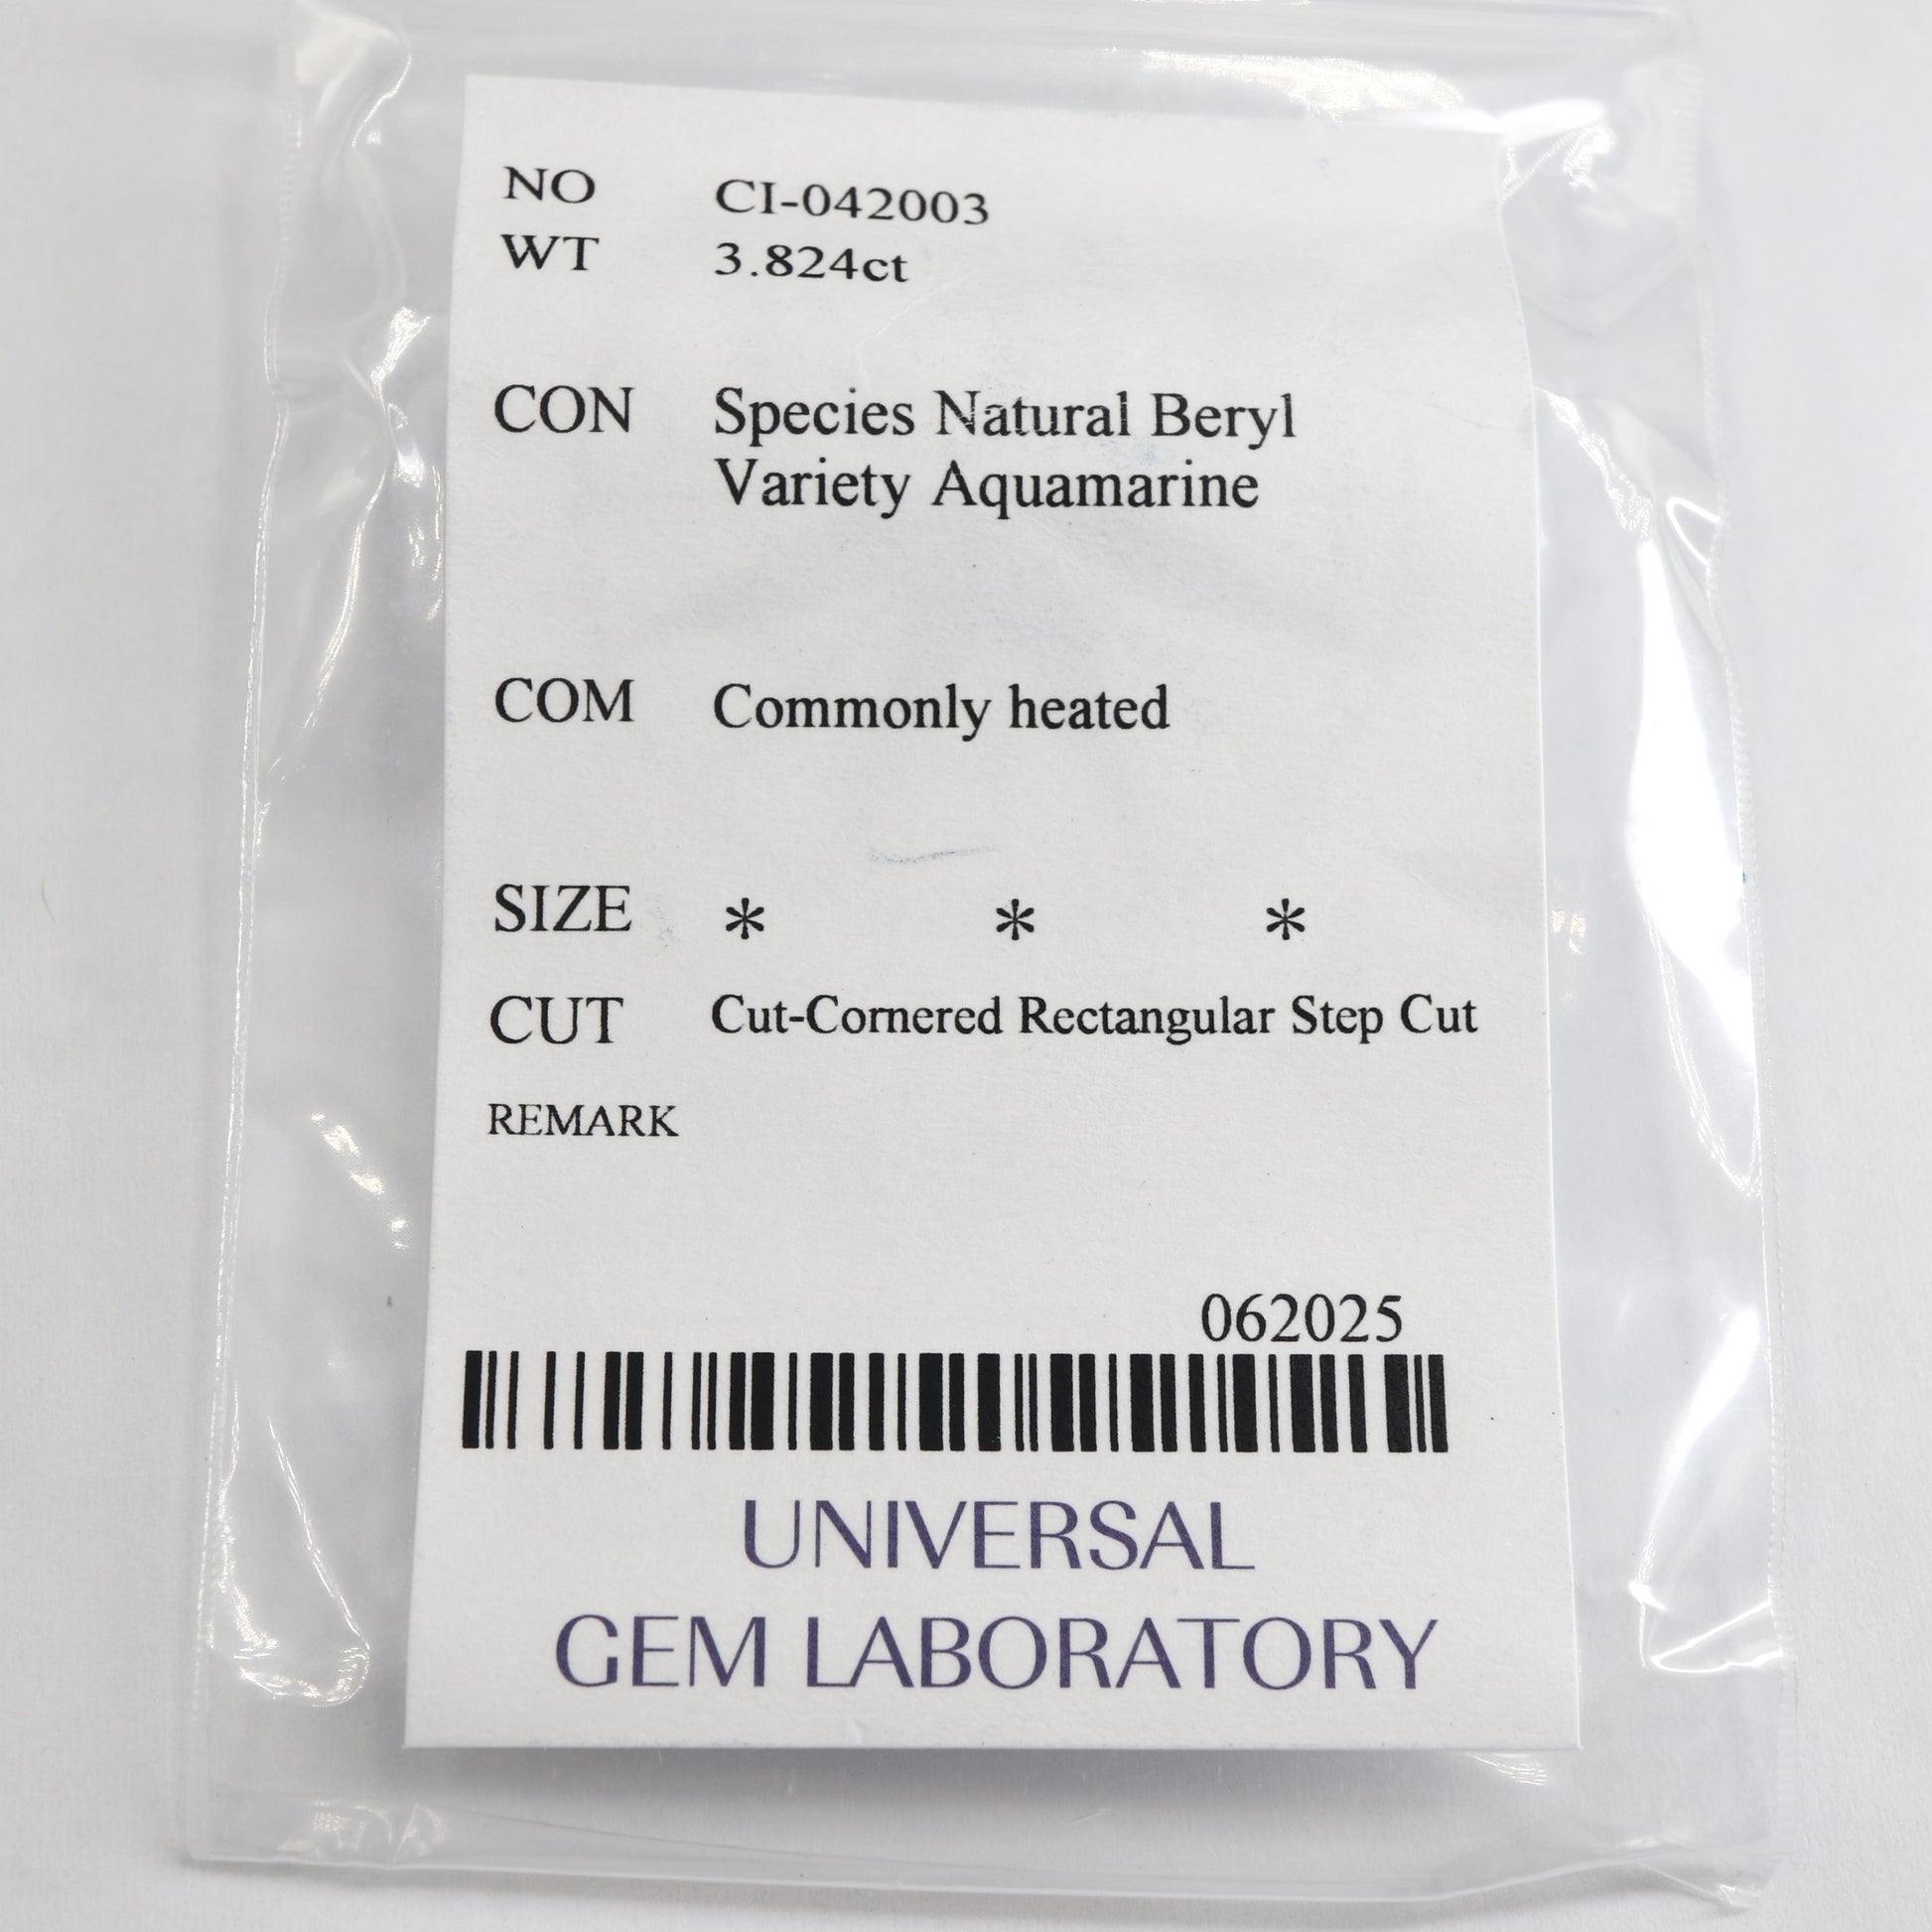 NO CI-042003
WT 3.824ct
CON Species Natural Beryl
Variety Aquamarine
COM Commonly heated
SIZE * * *
CUT Cut-Cornered Rectangular Step Cut
REMARK
062025
UNIVERSAL
GEM LABORATORY